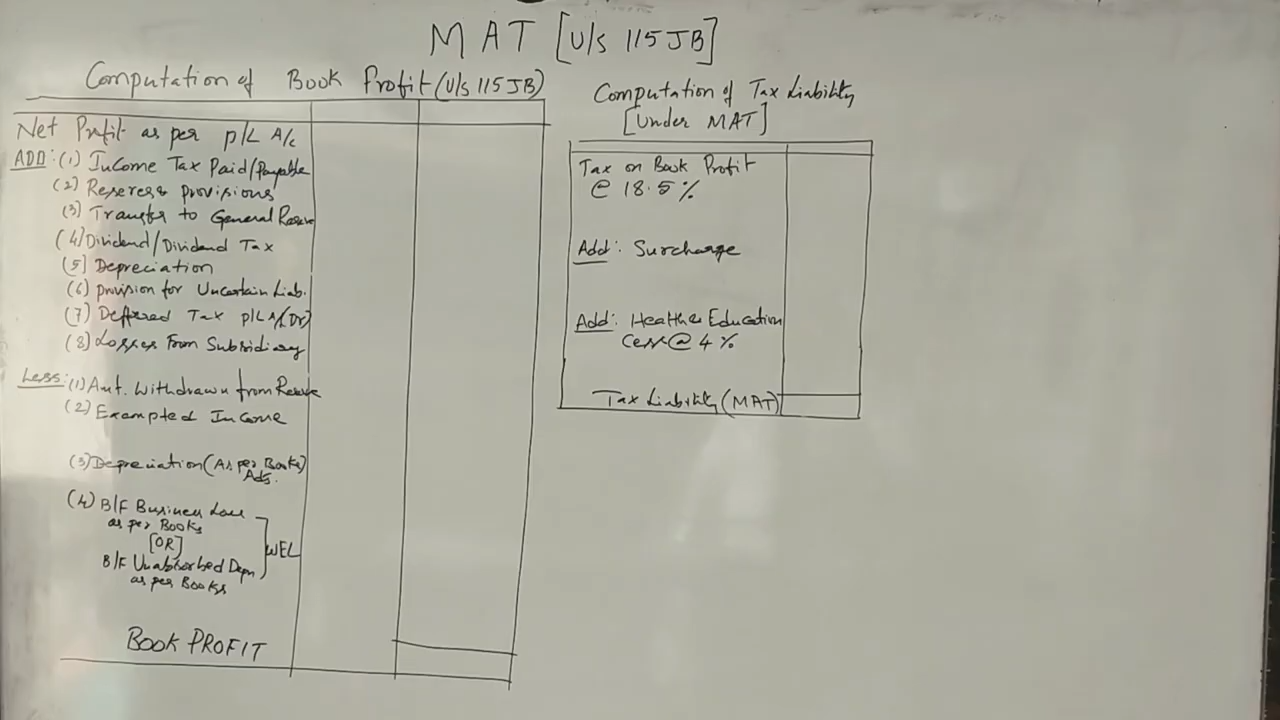 MAT [U/s 115JB]
Computation of Book Profit (U/s 115JB)
Net Profit as per P/L A/c
ADD: (1) Income Tax Paid/Payable
(2) Reseres & provisions
(3) Transfer to General Reserve
(4) Dividend/Dividend Tax
(5) Depreciation
(6) provision for Uncertain Liab.
(7) Deffered Tax P/L A/c (Dr)
(8) Losses From Subsidiary
Less: (1) Amt. Withdrawn from Reserve
(2) Exampted Income
(3) Depreciation (As per Books)
Adj.
(4) B/F Business Loss
as per Books
[OR]
WEL
B/F Unabsorbed Depn
as per Books
BOOK PROFIT
Computation of Tax Liability
[Under MAT]
Tax on Book Profit
@ 18.5%
Add: Surcharge
Add: Health & Education
Cess @ 4%
Tax Liability (MAT)